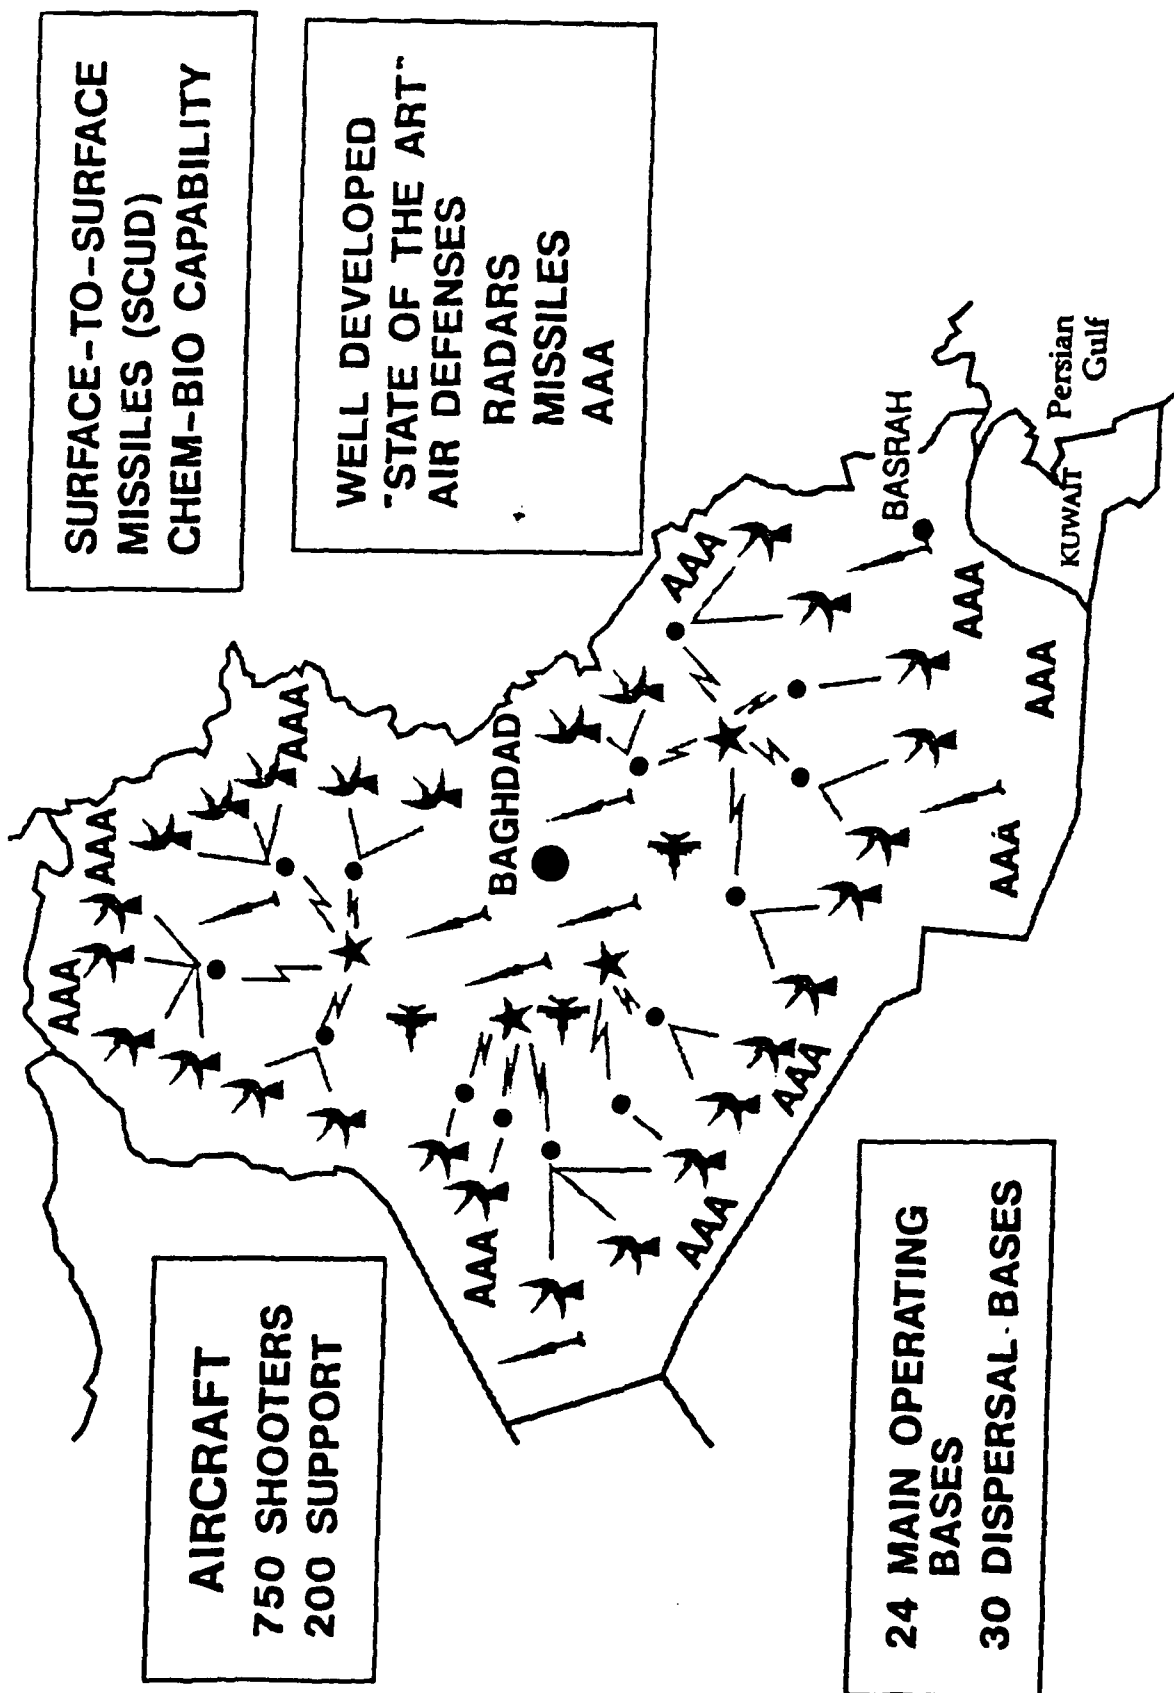 AIRCRAFT
750 SHOOTERS
200 SUPPORT
SURFACE-TO-SURFACE
MISSILES (SCUD)
CHEM-BIO CAPABILITY
WELL DEVELOPED
"STATE OF THE ART"
AIR DEFENSES
RADARS
MISSILES
AAA
AAA
AAA
AAA
AAA
BAGHDAD
AAA
AAA
AAA
BASRAH
AAA
AAA
AAA
KUWAIT
Persian
Gulf
24 MAIN OPERATING
BASES
30 DISPERSAL BASES